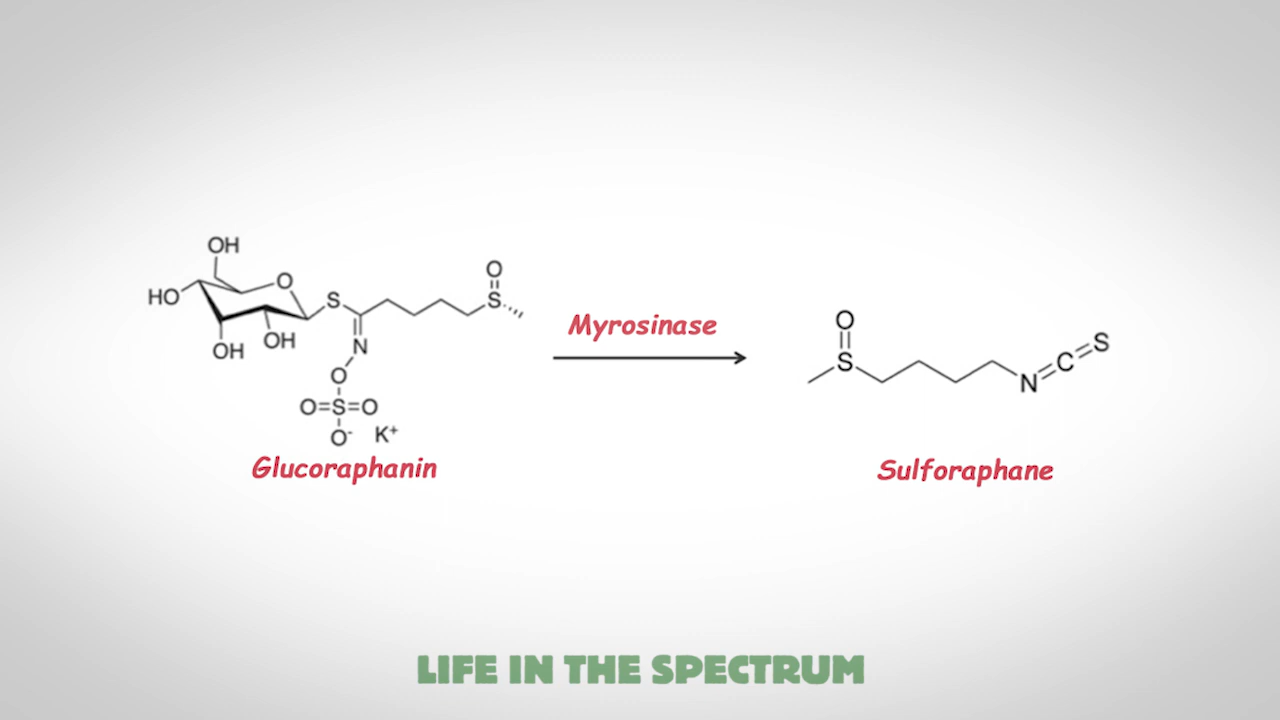 OH
HO
O
OH
OH
S
N
O
O=S=O
O⁻ K⁺
O
S
Glucoraphanin
Myrosinase
O
S
N
C
S
Sulforaphane
LIFE IN THE SPECTRUM